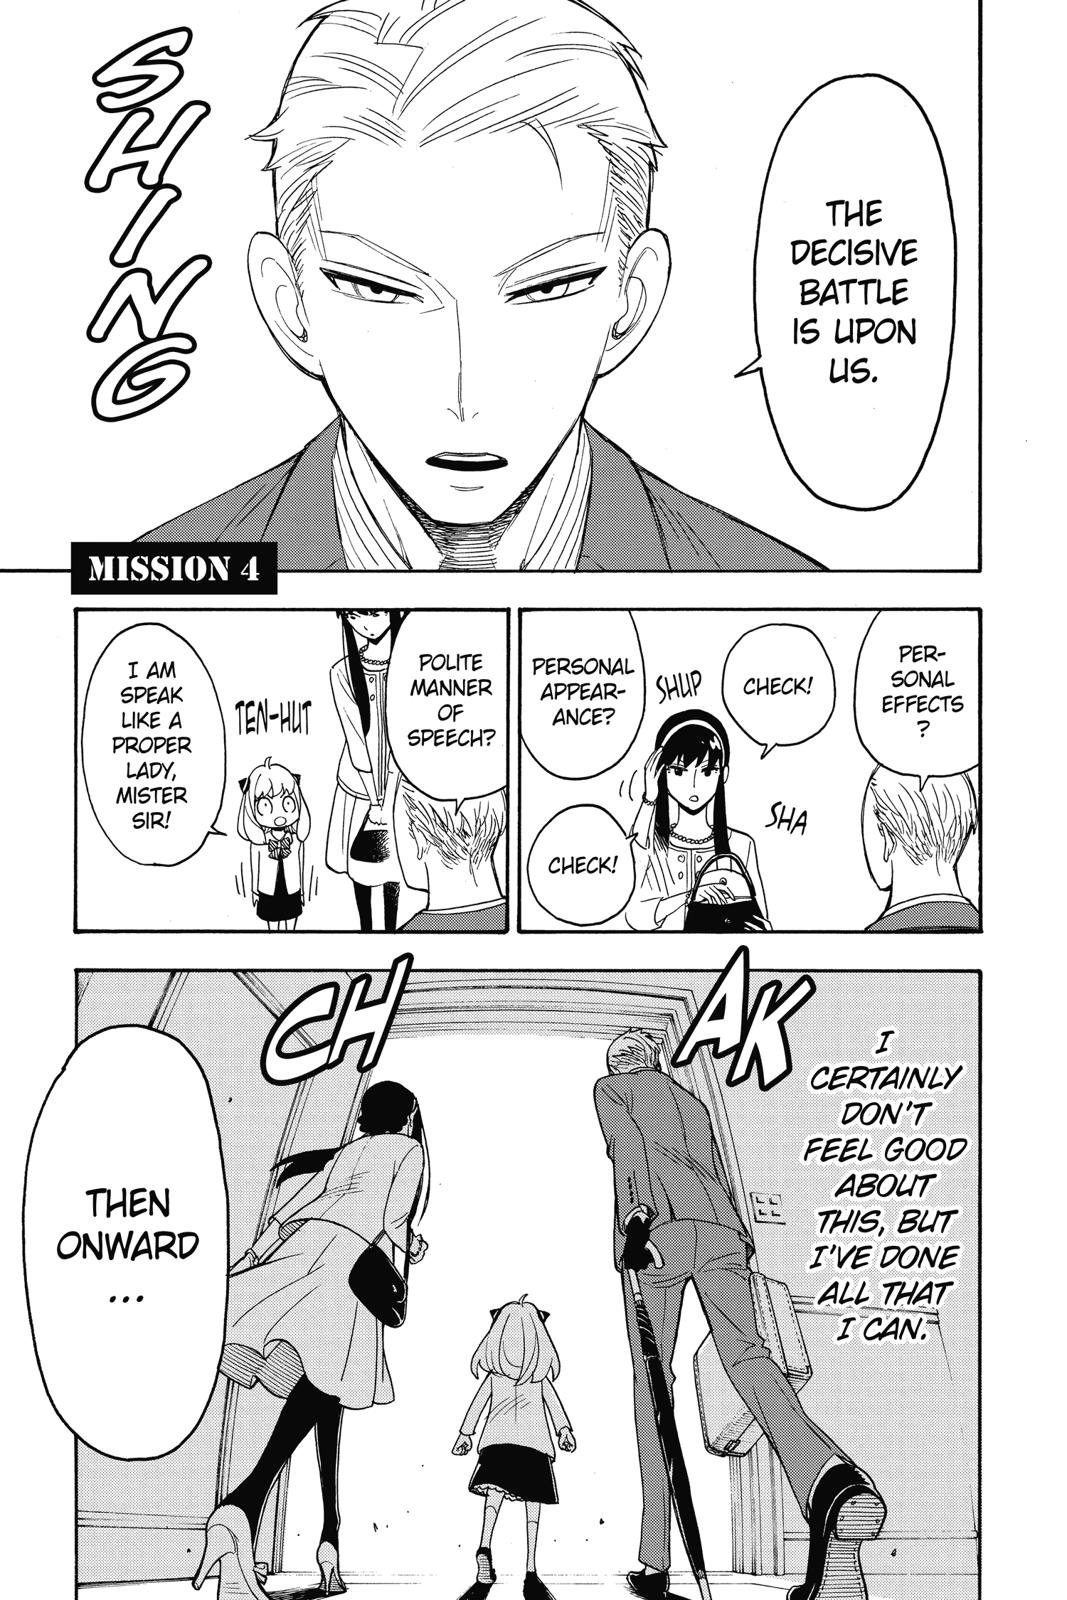 THE
DECISIVE
BATTLE
IS UPON
US.
SHING
MISSION 4
PER-
SONAL
EFFECTS
?
CHECK!
SHUP
PERSONAL
APPEAR-
ANCE?
SHA
CHECK!
POLITE
MANNER
OF
SPEECH?
TEN-HUT
I AM
SPEAK
LIKE A
PROPER
LADY,
MISTER
SIR!
CHAK
I
CERTAINLY
DON'T
FEEL GOOD
ABOUT
THIS, BUT
I'VE DONE
ALL THAT
I CAN.
THEN
ONWARD
...